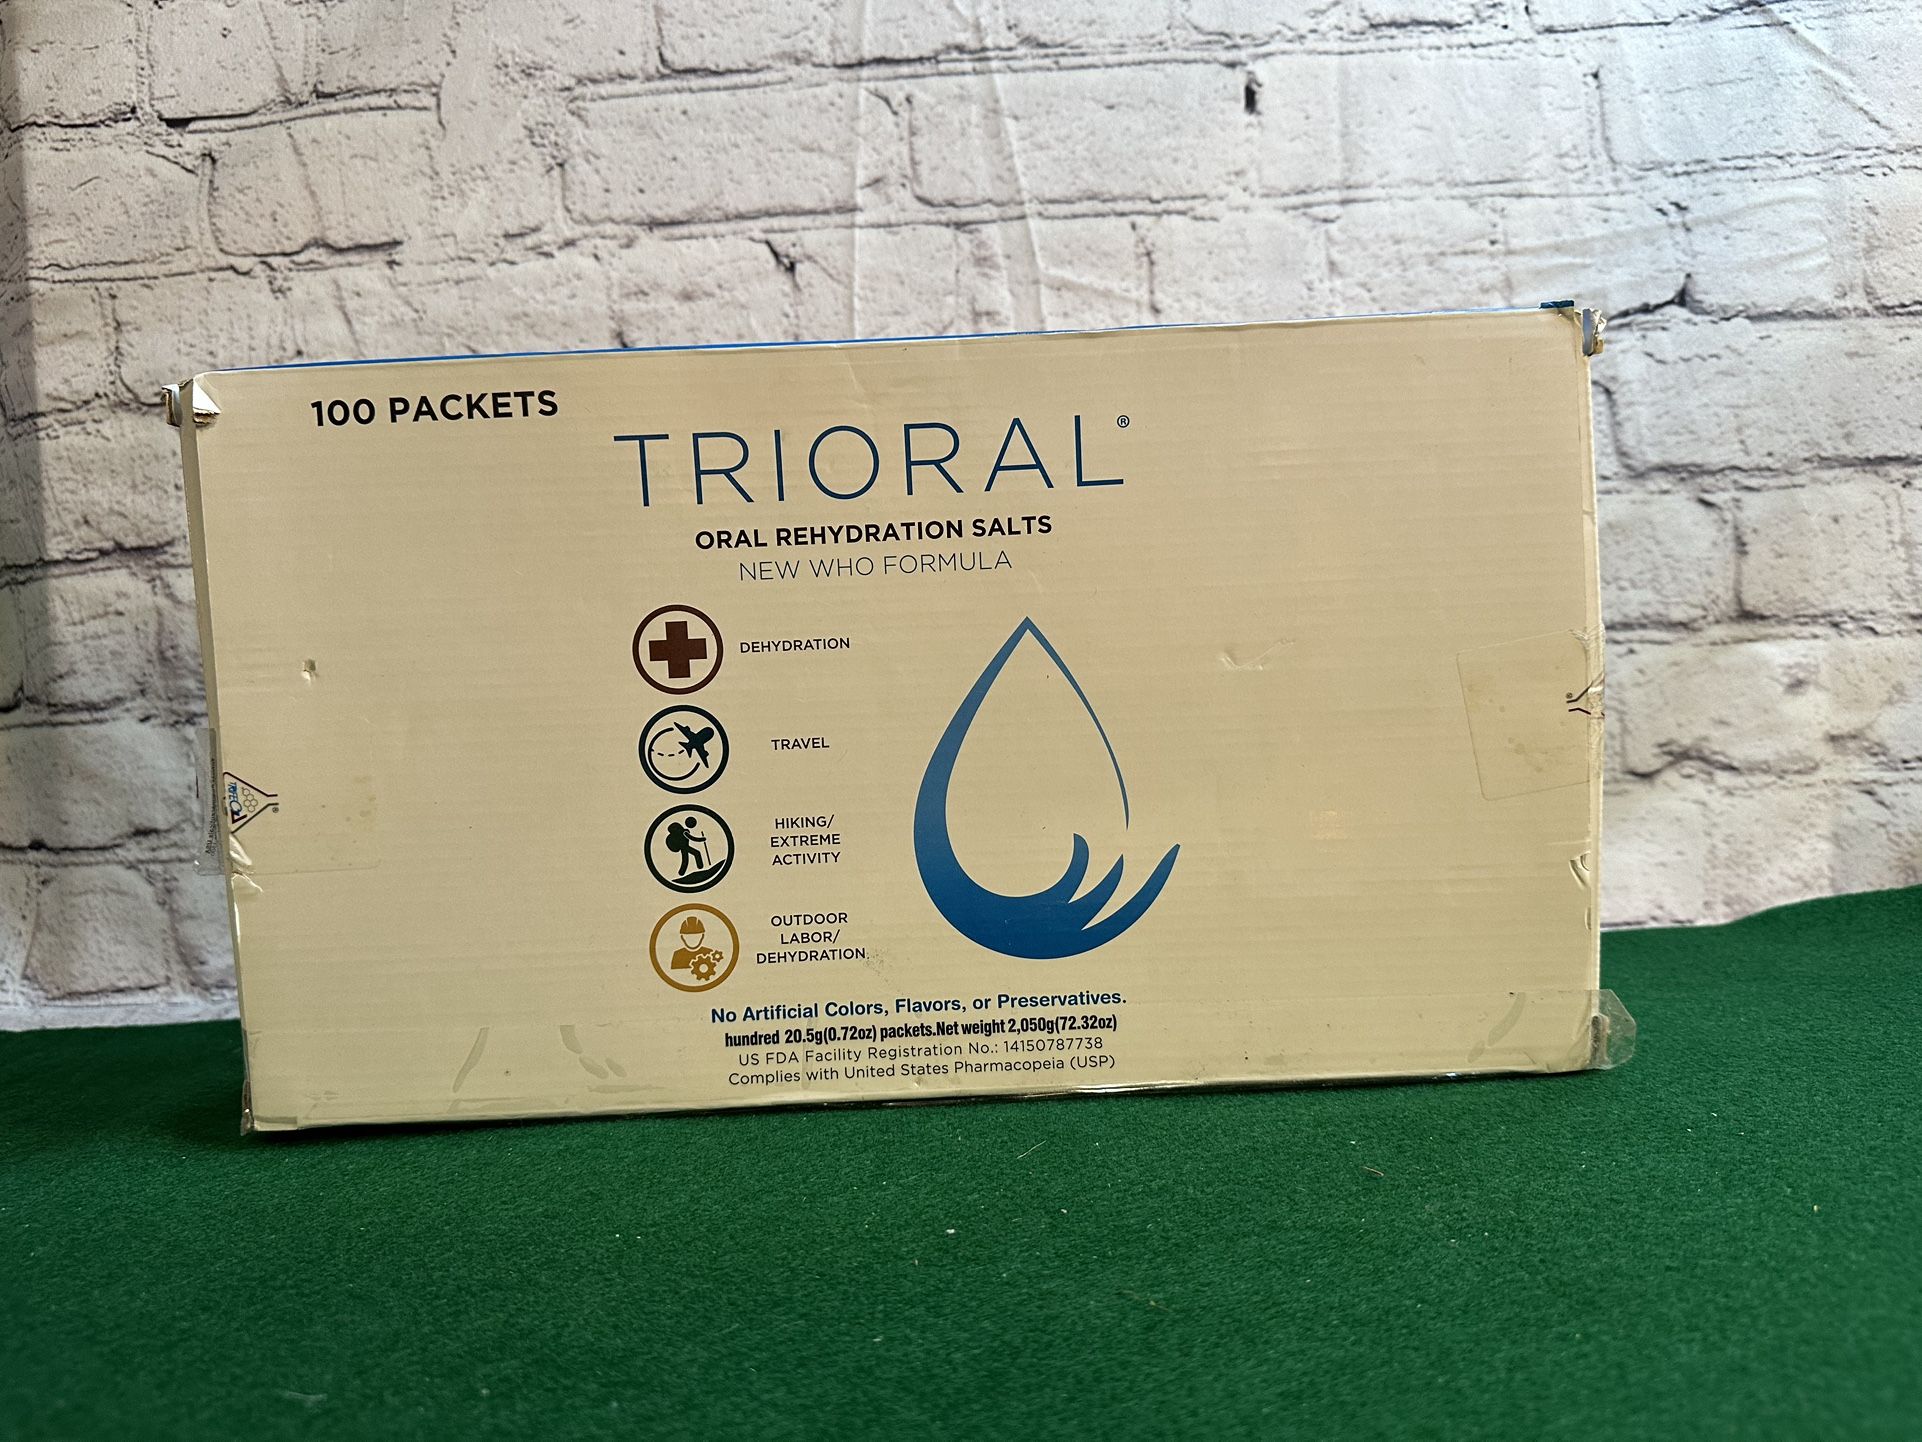 100 PACKETS
TRIORAL®
ORAL REHYDRATION SALTS
NEW WHO FORMULA
DEHYDRATION
TRAVEL
HIKING/
EXTREME
ACTIVITY
OUTDOOR
LABOR/
DEHYDRATION
No Artificial Colors, Flavors, or Preservatives.
hundred 20.5g(0.72oz) packets.Net weight 2,050g(72.32oz)
US FDA Facility Registration No.: 14150787738
Complies with United States Pharmacopeia (USP)